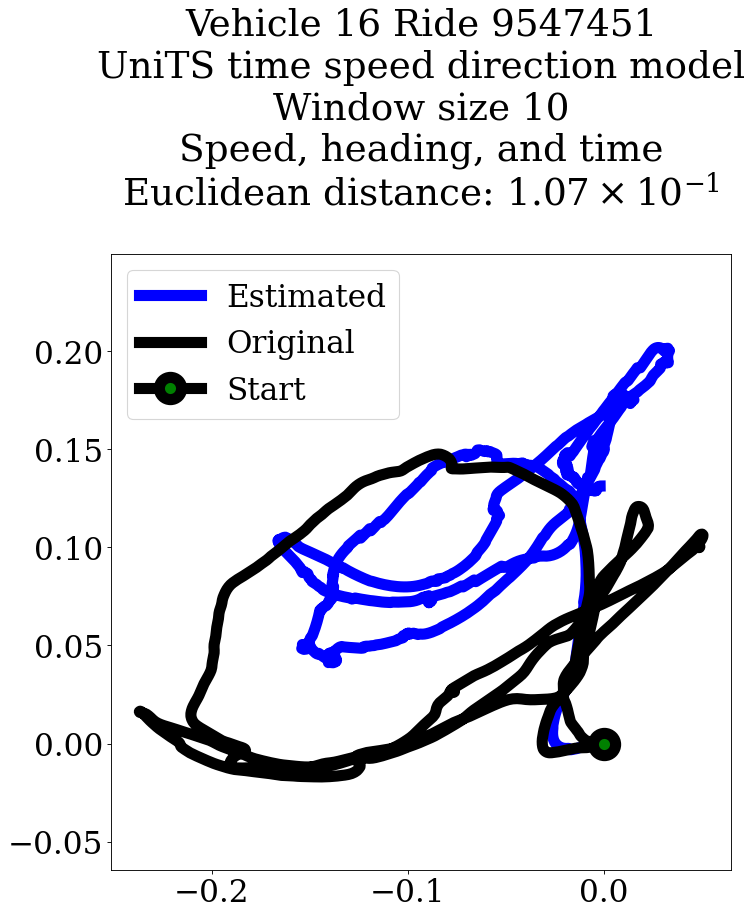 Vehicle 16 Ride 9547451
UniTS time speed direction model
Window size 10
Speed, heading, and time
Euclidean distance: 1.07 × 10⁻¹
Estimated
Original
Start
0.20
0.15
0.10
0.05
0.00
−0.05
−0.2
−0.1
0.0